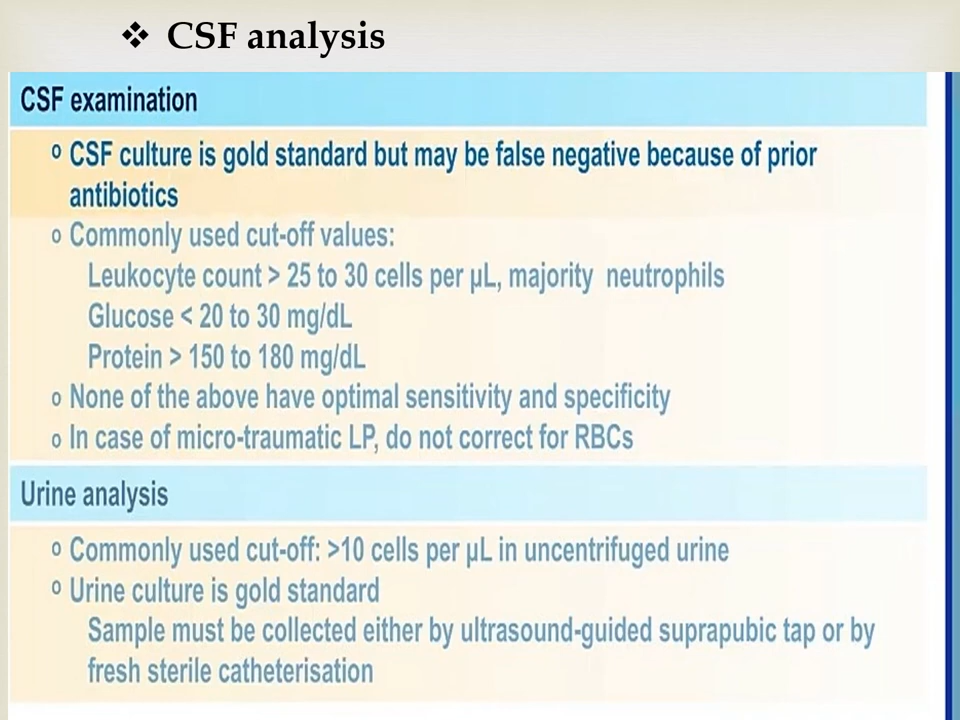 ❖ CSF analysis
CSF examination
o CSF culture is gold standard but may be false negative because of prior
antibiotics
o Commonly used cut-off values:
Leukocyte count > 25 to 30 cells per µL, majority neutrophils
Glucose < 20 to 30 mg/dL
Protein > 150 to 180 mg/dL
o None of the above have optimal sensitivity and specificity
o In case of micro-traumatic LP, do not correct for RBCs
Urine analysis
o Commonly used cut-off: >10 cells per µL in uncentrifuged urine
o Urine culture is gold standard
Sample must be collected either by ultrasound-guided suprapubic tap or by
fresh sterile catheterisation